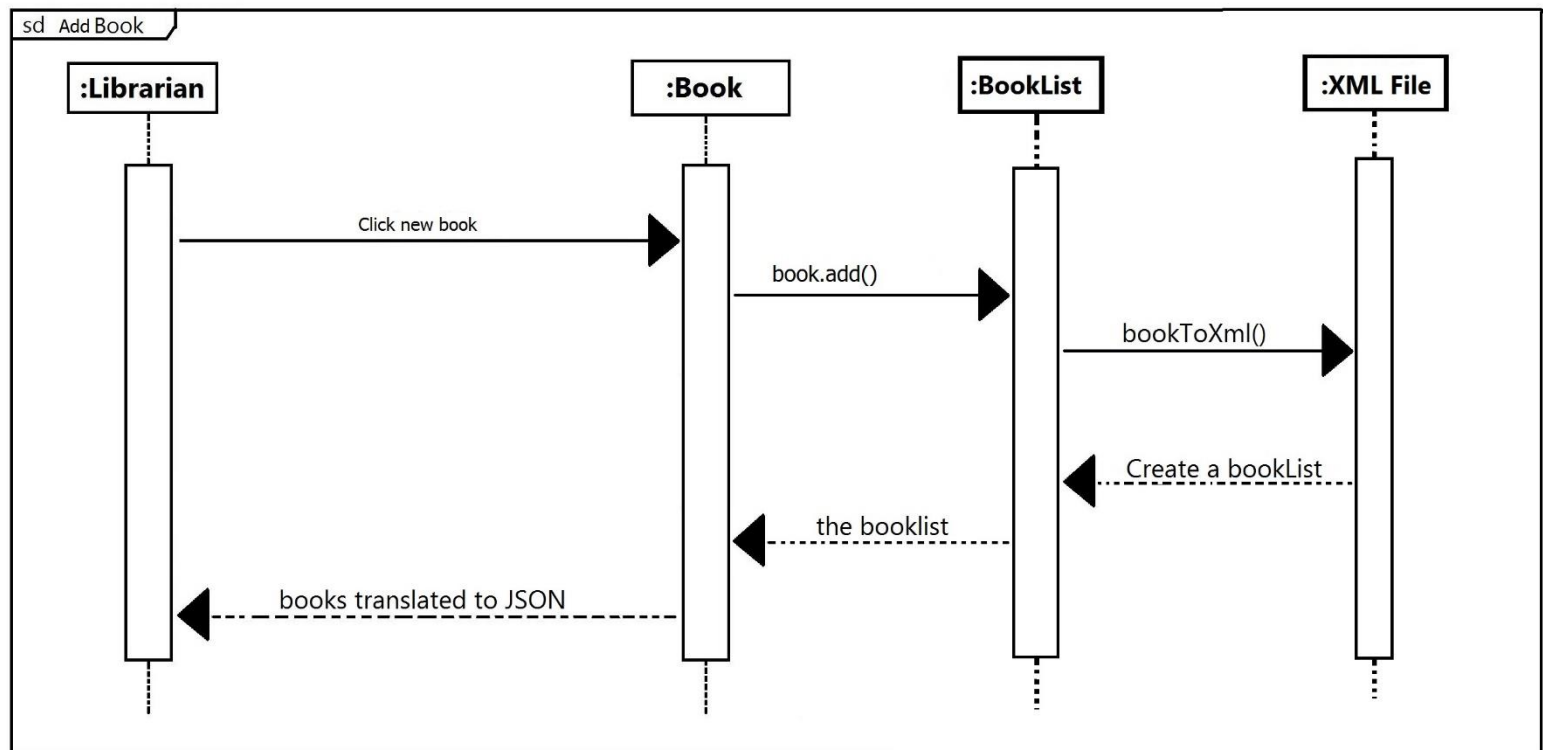 sd Add Book
:Librarian
:Book
:BookList
:XML File
Click new book
book.add()
bookToXml()
Create a bookList
the booklist
books translated to JSON